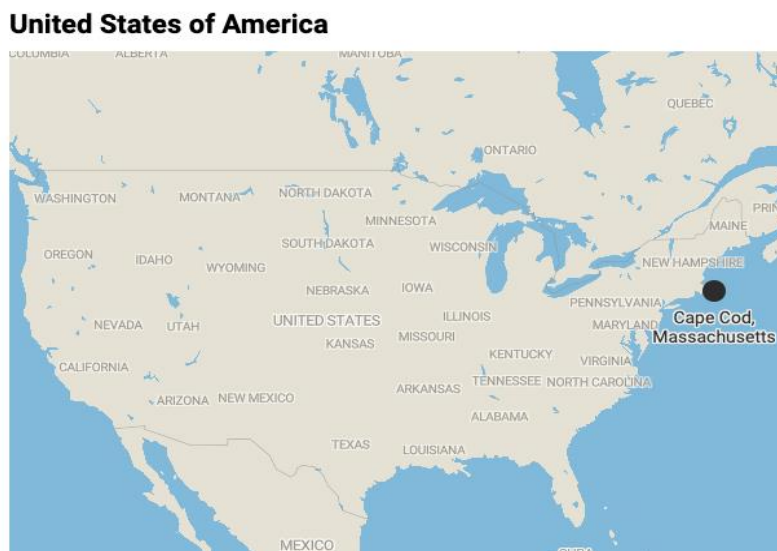 United States of America
COLUMBIA
ALBERTA
MANITOBA
QUEBEC
ONTARIO
WASHINGTON
MONTANA
NORTH DAKOTA
MINNESOTA
MAINE
PRIN
OREGON
IDAHO
WYOMING
SOUTH DAKOTA
WISCONSIN
NEW HAMPSHIRE
NEBRASKA
IOWA
PENNSYLVANIA
NEVADA
UTAH
UNITED STATES
ILLINOIS
MARYLAND
Cape Cod,
Massachusetts
KANSAS
MISSOURI
CALIFORNIA
KENTUCKY
VIRGINIA
ARIZONA
NEW MEXICO
ARKANSAS
TENNESSEE
NORTH CAROLINA
ALABAMA
TEXAS
LOUISIANA
MEXICO